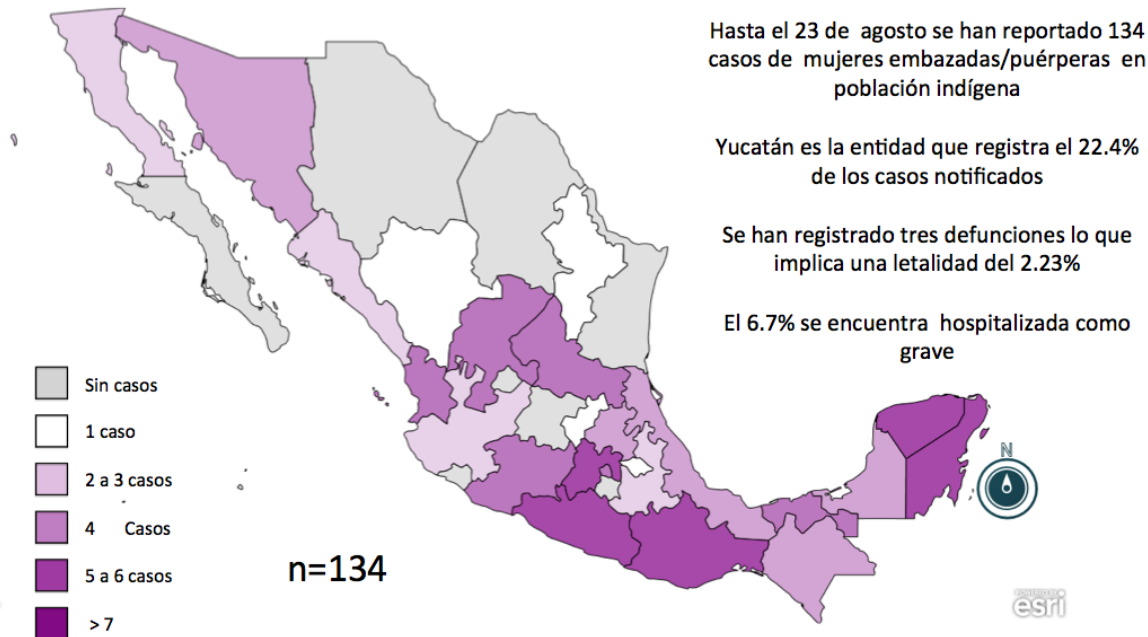 Hasta el 23 de agosto se han reportado 134
casos de mujeres embazadas/puérperas en
población indígena
Yucatán es la entidad que registra el 22.4%
de los casos notificados
Se han registrado tres defunciones lo que
implica una letalidad del 2.23%
El 6.7% se encuentra hospitalizada como
grave
Sin casos
1 caso
2 a 3 casos
4 Casos
5 a 6 casos
> 7
n=134
N
POWERED BY
esri